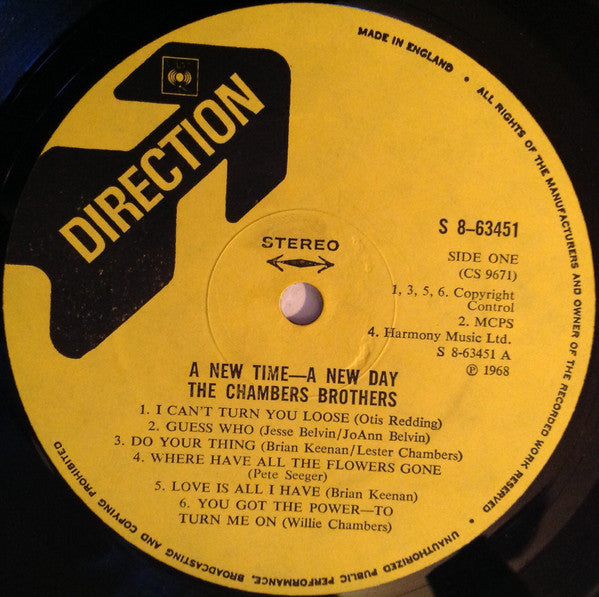 DIRECTION
MADE IN ENGLAND • ALL RIGHTS OF THE MANUFACTURERS AND OWNER OF THE RECORDED WORK RESERVED • UNAUTHORIZED PUBLIC PERFORMANCE, BROADCASTING AND COPYING PROHIBITED
S 8-63451
STEREO
SIDE ONE
(CS 9671)
1, 3, 5, 6. Copyright
Control
2. MCPS
4. Harmony Music Ltd.
S 8-63451 A
℗ 1968
A NEW TIME—A NEW DAY
THE CHAMBERS BROTHERS
1. I CAN'T TURN YOU LOOSE (Otis Redding)
2. GUESS WHO (Jesse Belvin/JoAnn Belvin)
3. DO YOUR THING (Brian Keenan/Lester Chambers)
4. WHERE HAVE ALL THE FLOWERS GONE
(Pete Seeger)
5. LOVE IS ALL I HAVE (Brian Keenan)
6. YOU GOT THE POWER—TO
TURN ME ON (Willie Chambers)